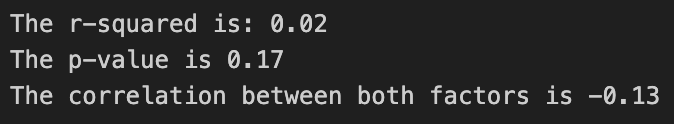 The r-squared is: 0.02
The p-value is 0.17
The correlation between both factors is -0.13